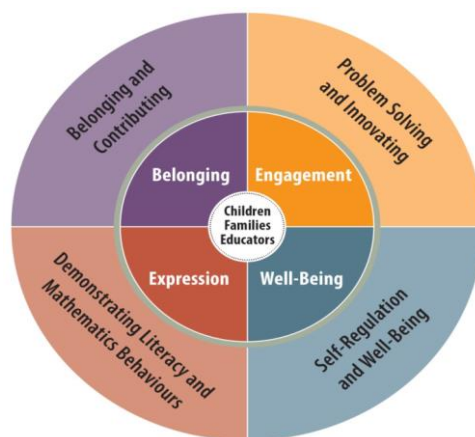 Belonging and
Contributing
Problem Solving
and Innovating
Belonging
Engagement
Children
Families
Educators
Expression
Well-Being
Demonstrating Literacy and
Mathematics Behaviours
Self-Regulation
and Well-Being